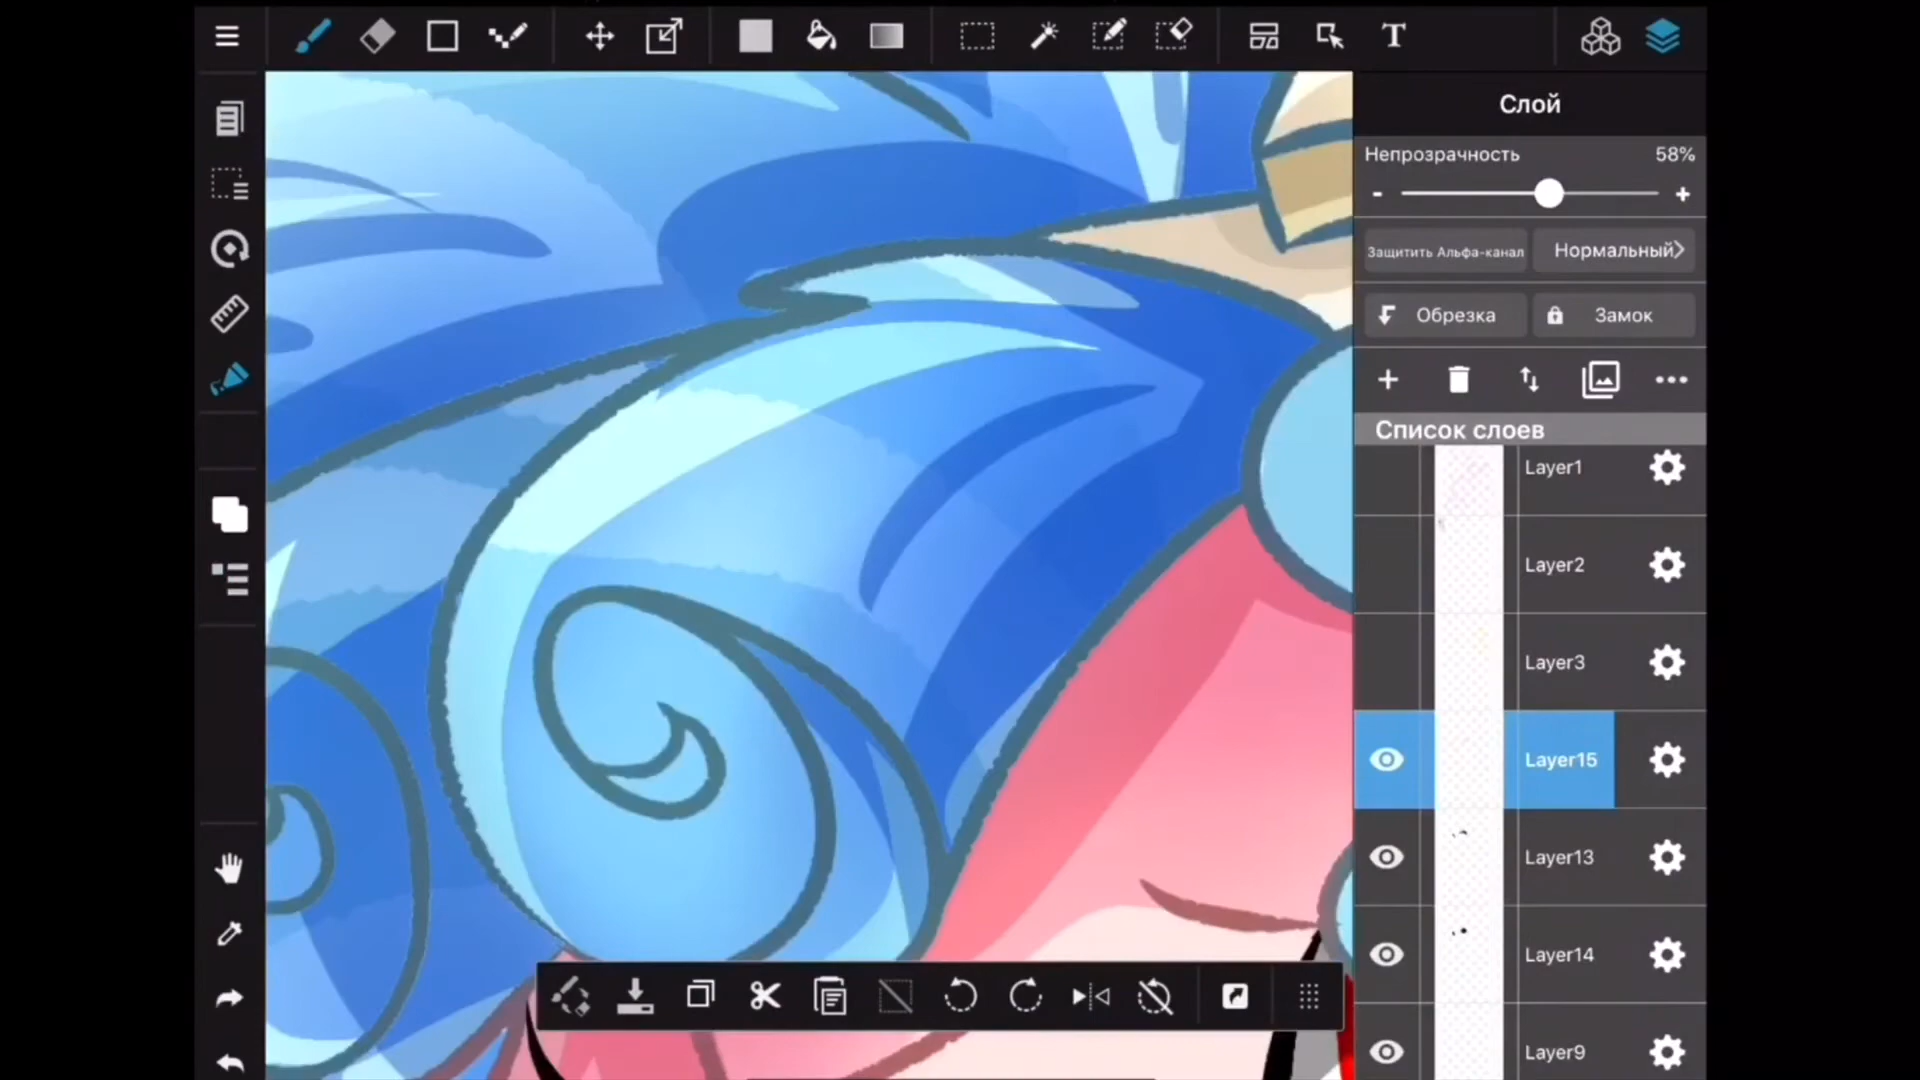 T
Слой
Непрозрачность 58%
- +
Защитить Альфа-канал Нормальный
Обрезка Замок
Список слоев
Layer1
Layer2
Layer3
Layer15
Layer13
Layer14
Layer9